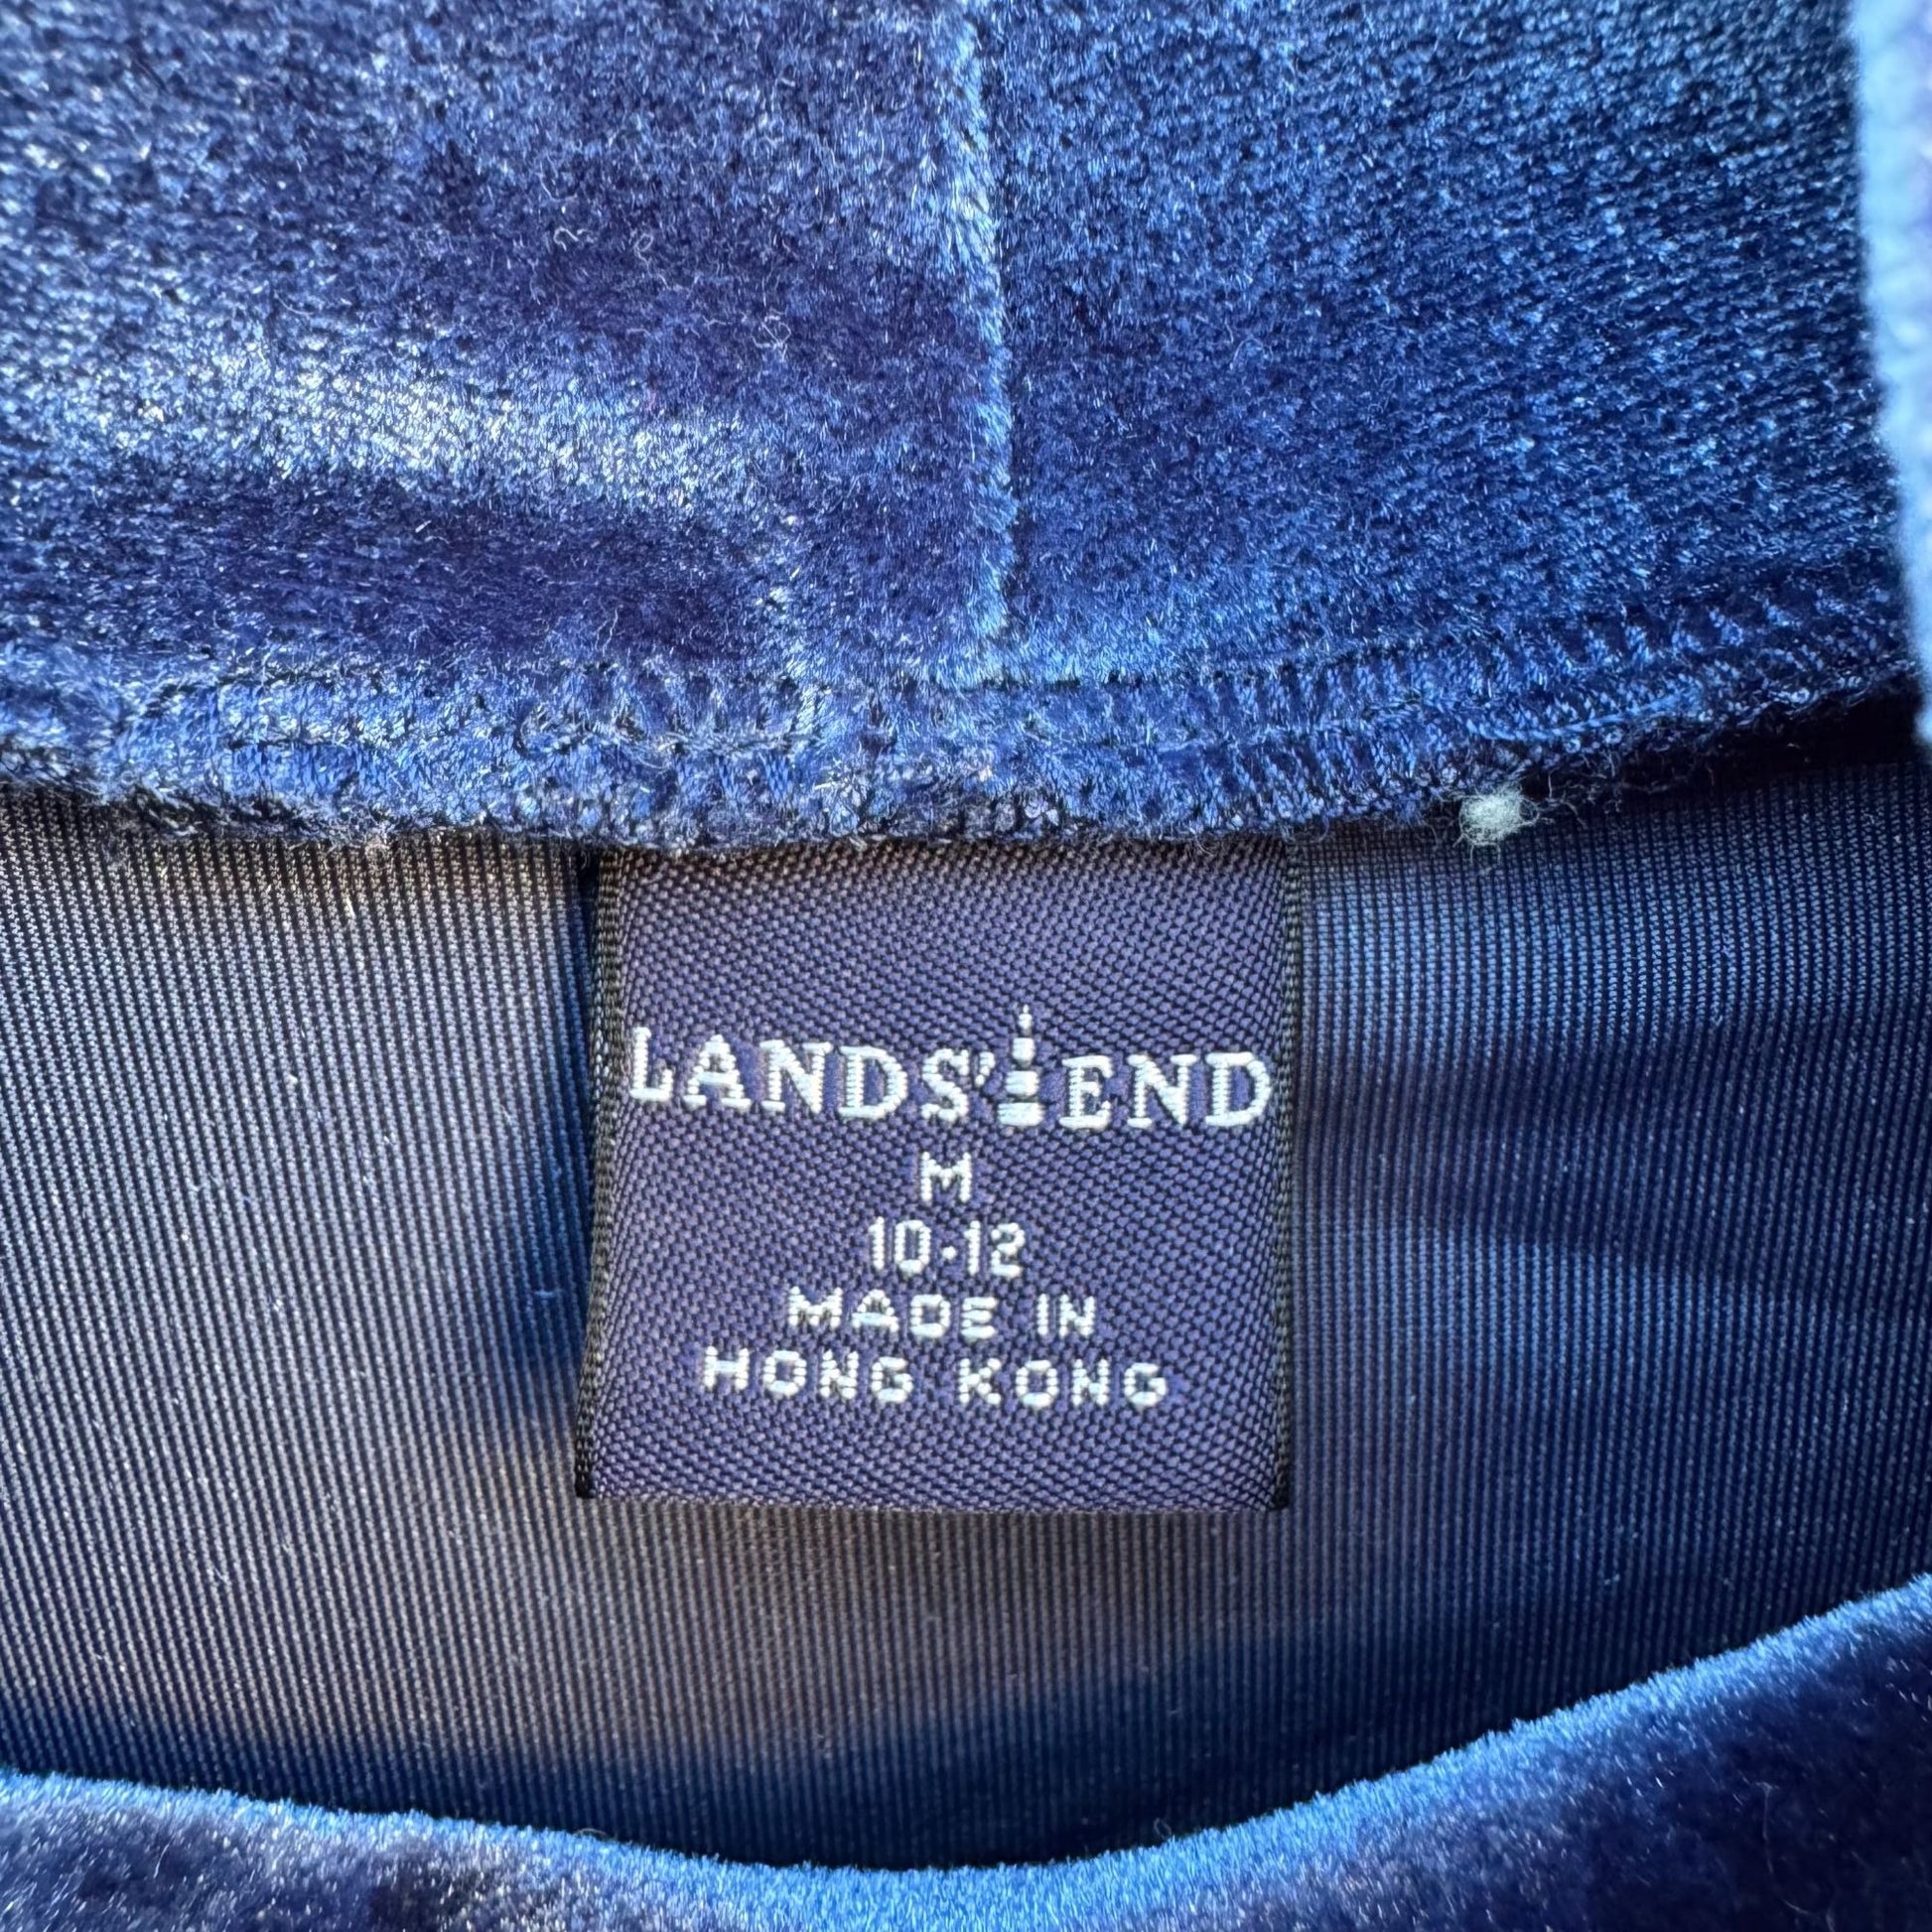 LANDS' END
M
10-12
MADE IN
HONG KONG